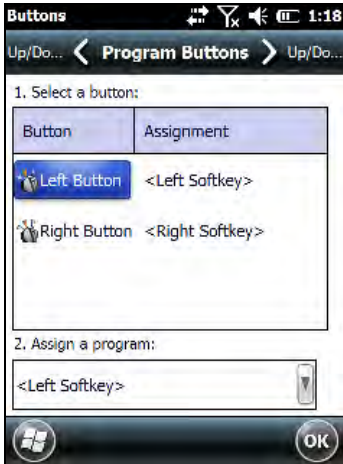 Buttons 1:18
Up/Do... Program Buttons Up/Do...
1. Select a button:
Button Assignment
Left Button <Left Softkey>
Right Button <Right Softkey>
2. Assign a program:
<Left Softkey>
OK